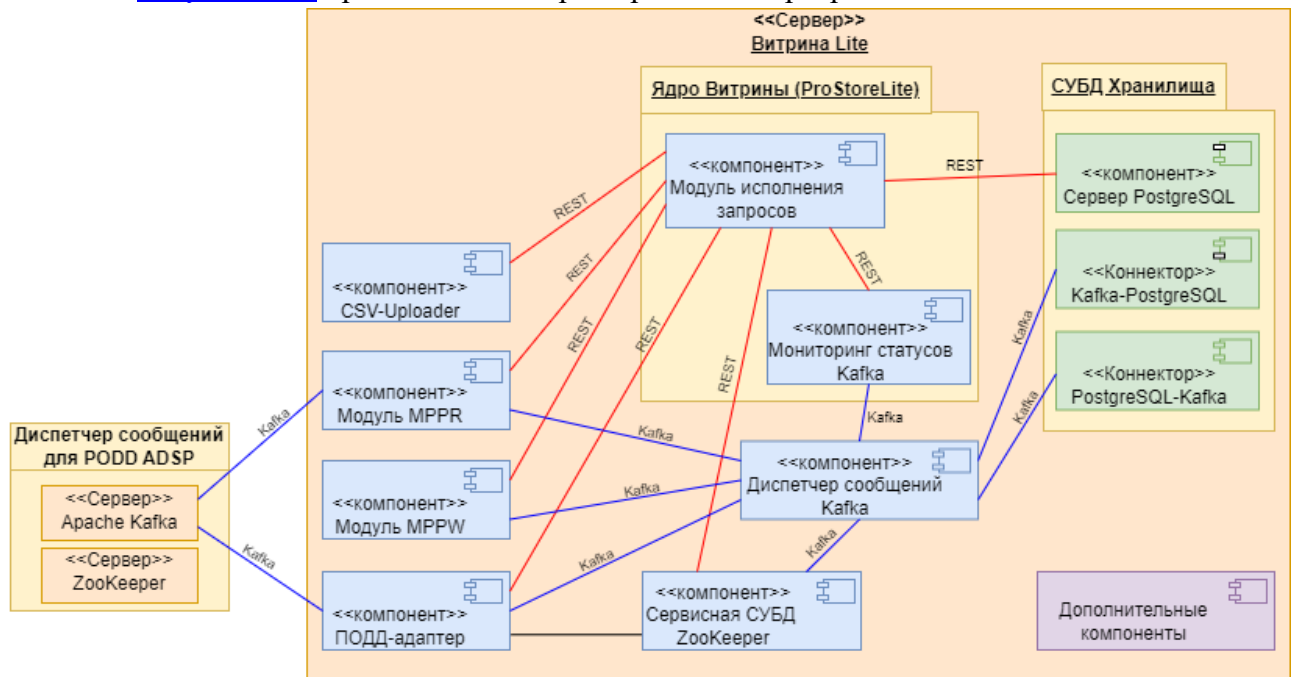 <<Сервер>>
Витрина Lite
Ядро Витрины (ProStoreLite)
СУБД Хранилища
<<компонент>>
Модуль исполнения
запросов
REST
<<компонент>>
Сервер PostgreSQL
REST
REST
REST
REST
REST
REST
<<компонент>>
CSV-Uploader
<<компонент>>
Мониторинг статусов
Kafka
<<Коннектор>>
Kafka-PostgreSQL
<<компонент>>
Модуль MPPR
<<Коннектор>>
PostgreSQL-Kafka
Kafka
Kafka
Kafka
Kafka
Kafka
Диспетчер сообщений
для PODD ADSP
<<Сервер>>
Apache Kafka
<<Сервер>>
ZooKeeper
<<компонент>>
Модуль MPPW
Kafka
<<компонент>>
Диспетчер сообщений
Kafka
Kafka
Kafka
Kafka
<<компонент>>
ПОДД-адаптер
<<компонент>>
Сервисная СУБД
ZooKeeper
Дополнительные
компоненты